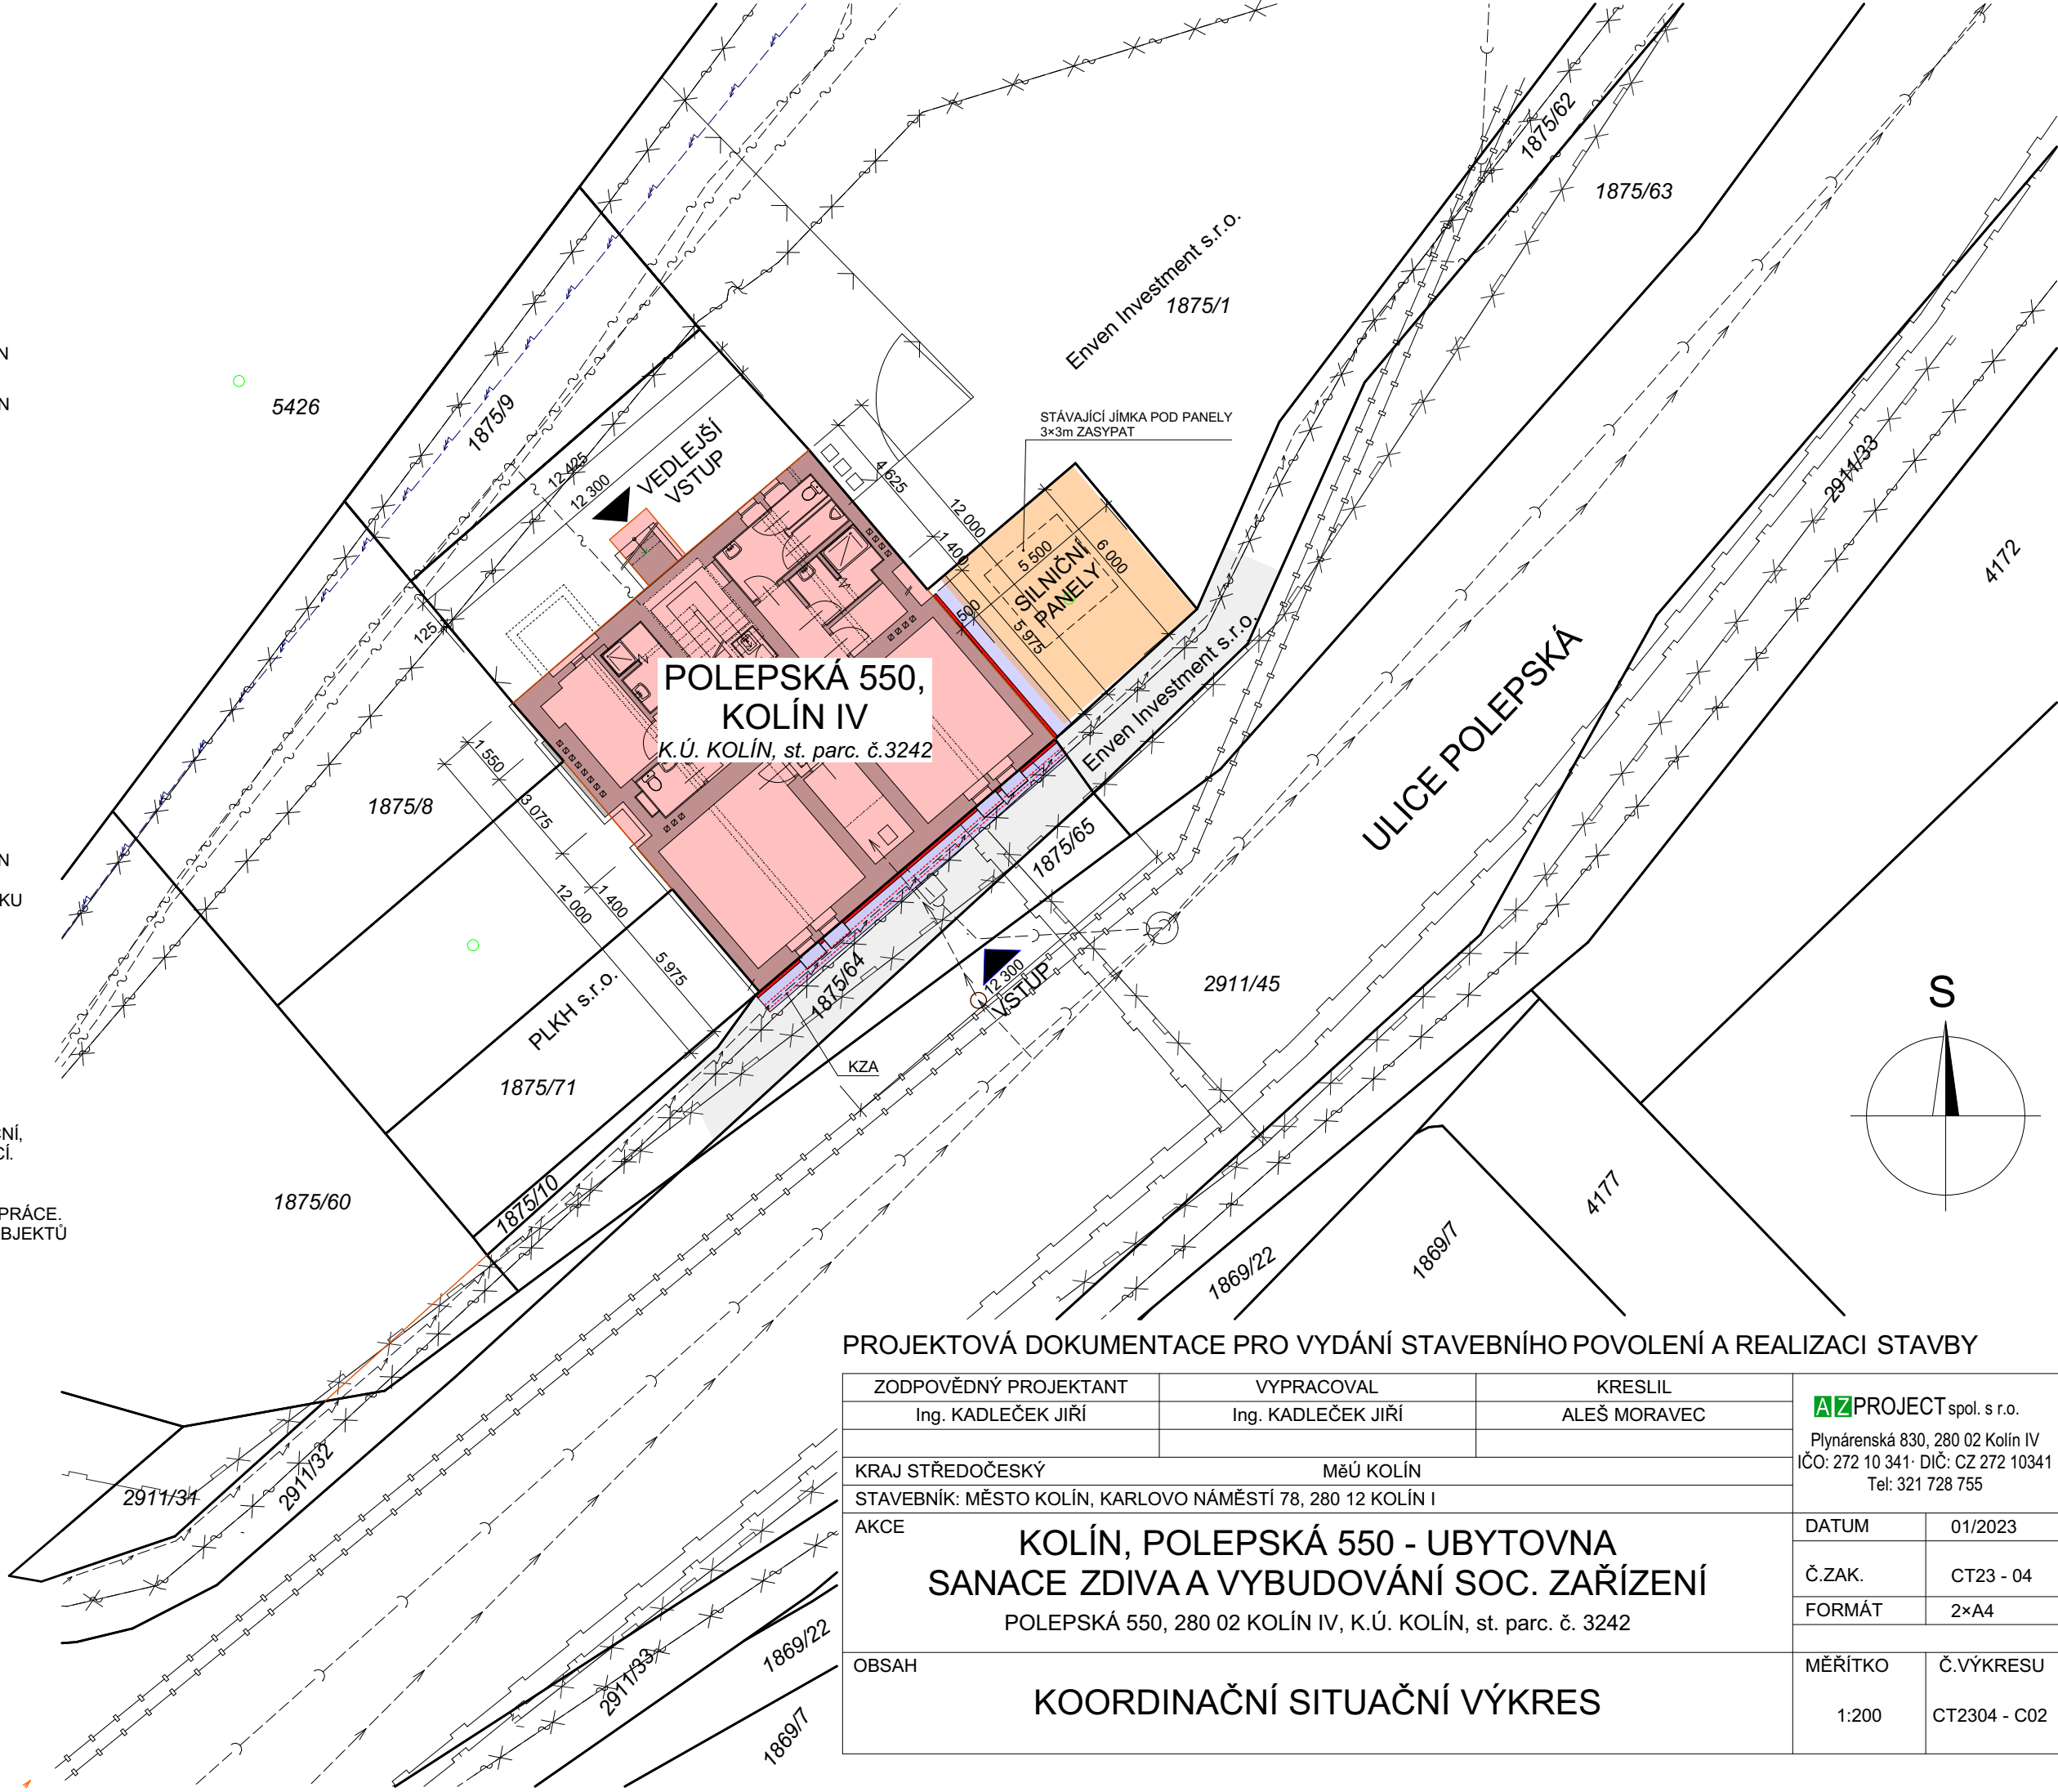 1875/62
1875/63
Enven Investment s.r.o.
1875/1
5426
1875/9
STÁVAJÍCÍ JÍMKA POD PANELY
3×3m ZASYPAT
VEDLEJŠÍ
VSTUP
12 425
12 300
4 625
12 000
1 400
5 500
6 000
SILNIČNÍ
PANELY
500
5 975
125
2911/33
4172
POLEPSKÁ 550,
KOLÍN IV
K.Ú. KOLÍN, st. parc. č.3242
Enven Investment s.r.o.
ULICE POLEPSKÁ
1 550
3 075
1875/8
12 000
1 400
5 975
1875/65
KU
PLKH s.r.o.
1875/64
12 300
VSTUP
2911/45
S
KZA
1875/71
1875/60
1875/10
PRÁCE.
BJEKTŮ
4177
1869/7
1869/22
2911/31
2911/32
2911/33
1869/22
1869/7
PROJEKTOVÁ DOKUMENTACE PRO VYDÁNÍ STAVEBNÍHO POVOLENÍ A REALIZACI STAVBY
ZODPOVĚDNÝ PROJEKTANT VYPRACOVAL KRESLIL
Ing. KADLEČEK JIŘÍ Ing. KADLEČEK JIŘÍ ALEŠ MORAVEC
KRAJ STŘEDOČESKÝ MěÚ KOLÍN
STAVEBNÍK: MĚSTO KOLÍN, KARLOVO NÁMĚSTÍ 78, 280 12 KOLÍN I
AKCE
KOLÍN, POLEPSKÁ 550 - UBYTOVNA
SANACE ZDIVA A VYBUDOVÁNÍ SOC. ZAŘÍZENÍ
POLEPSKÁ 550, 280 02 KOLÍN IV, K.Ú. KOLÍN, st. parc. č. 3242
OBSAH
KOORDINAČNÍ SITUAČNÍ VÝKRES
AZ PROJECT spol. s r.o.
Plynárenská 830, 280 02 Kolín IV
IČO: 272 10 341· DIČ: CZ 272 10341
Tel: 321 728 755
DATUM 01/2023
Č.ZAK. CT23 - 04
FORMÁT 2×A4
MĚŘÍTKO Č.VÝKRESU
1:200 CT2304 - C02